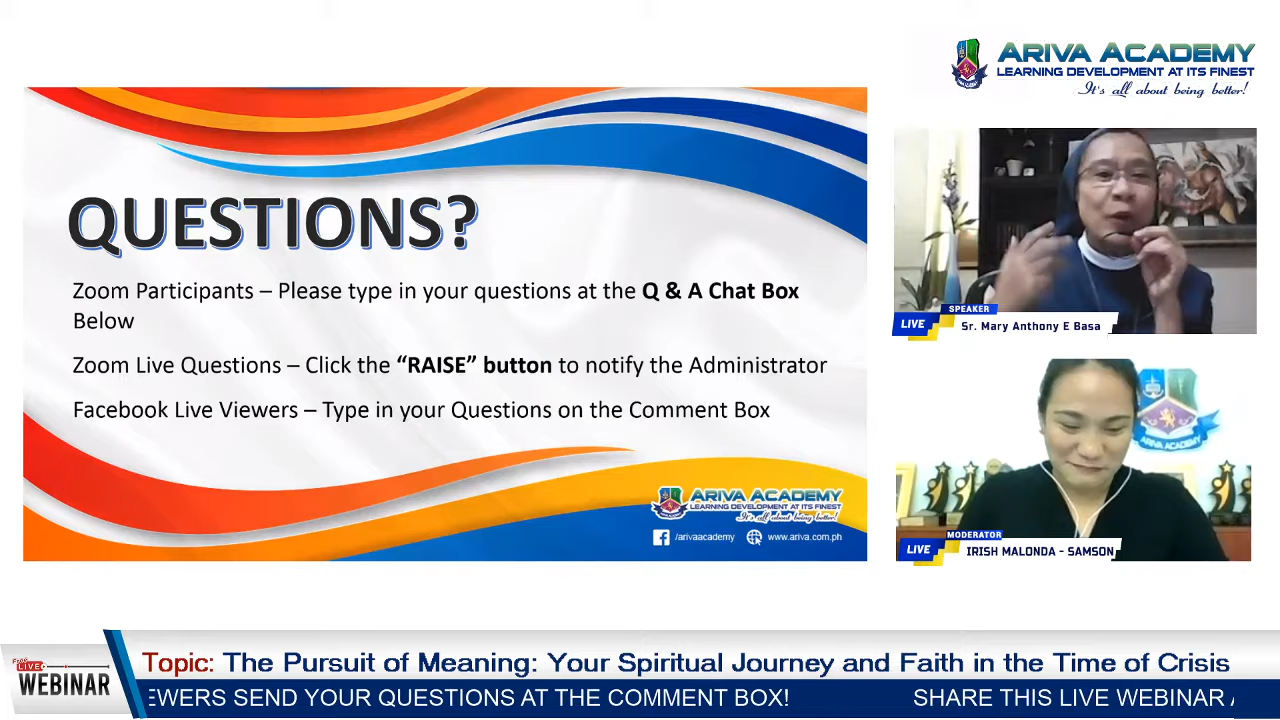 ARIVA ACADEMY
LEARNING DEVELOPMENT AT ITS FINEST
It's all about being better!
QUESTIONS?
Zoom Participants – Please type in your questions at the Q & A Chat Box
Below
Zoom Live Questions – Click the “RAISE” button to notify the Administrator
Facebook Live Viewers – Type in your Questions on the Comment Box
ARIVA ACADEMY
LEARNING DEVELOPMENT AT ITS FINEST
It's all about being better!
/arivaacademy
www.ariva.com.ph
SPEAKER
LIVE
Sr. Mary Anthony E Basa
ARIVA ACADEMY
MODERATOR
LIVE
IRISH MALONDA - SAMSON
Free
LIVE
WEBINAR
Topic: The Pursuit of Meaning: Your Spiritual Journey and Faith in the Time of Crisis
EWERS SEND YOUR QUESTIONS AT THE COMMENT BOX! SHARE THIS LIVE WEBINAR